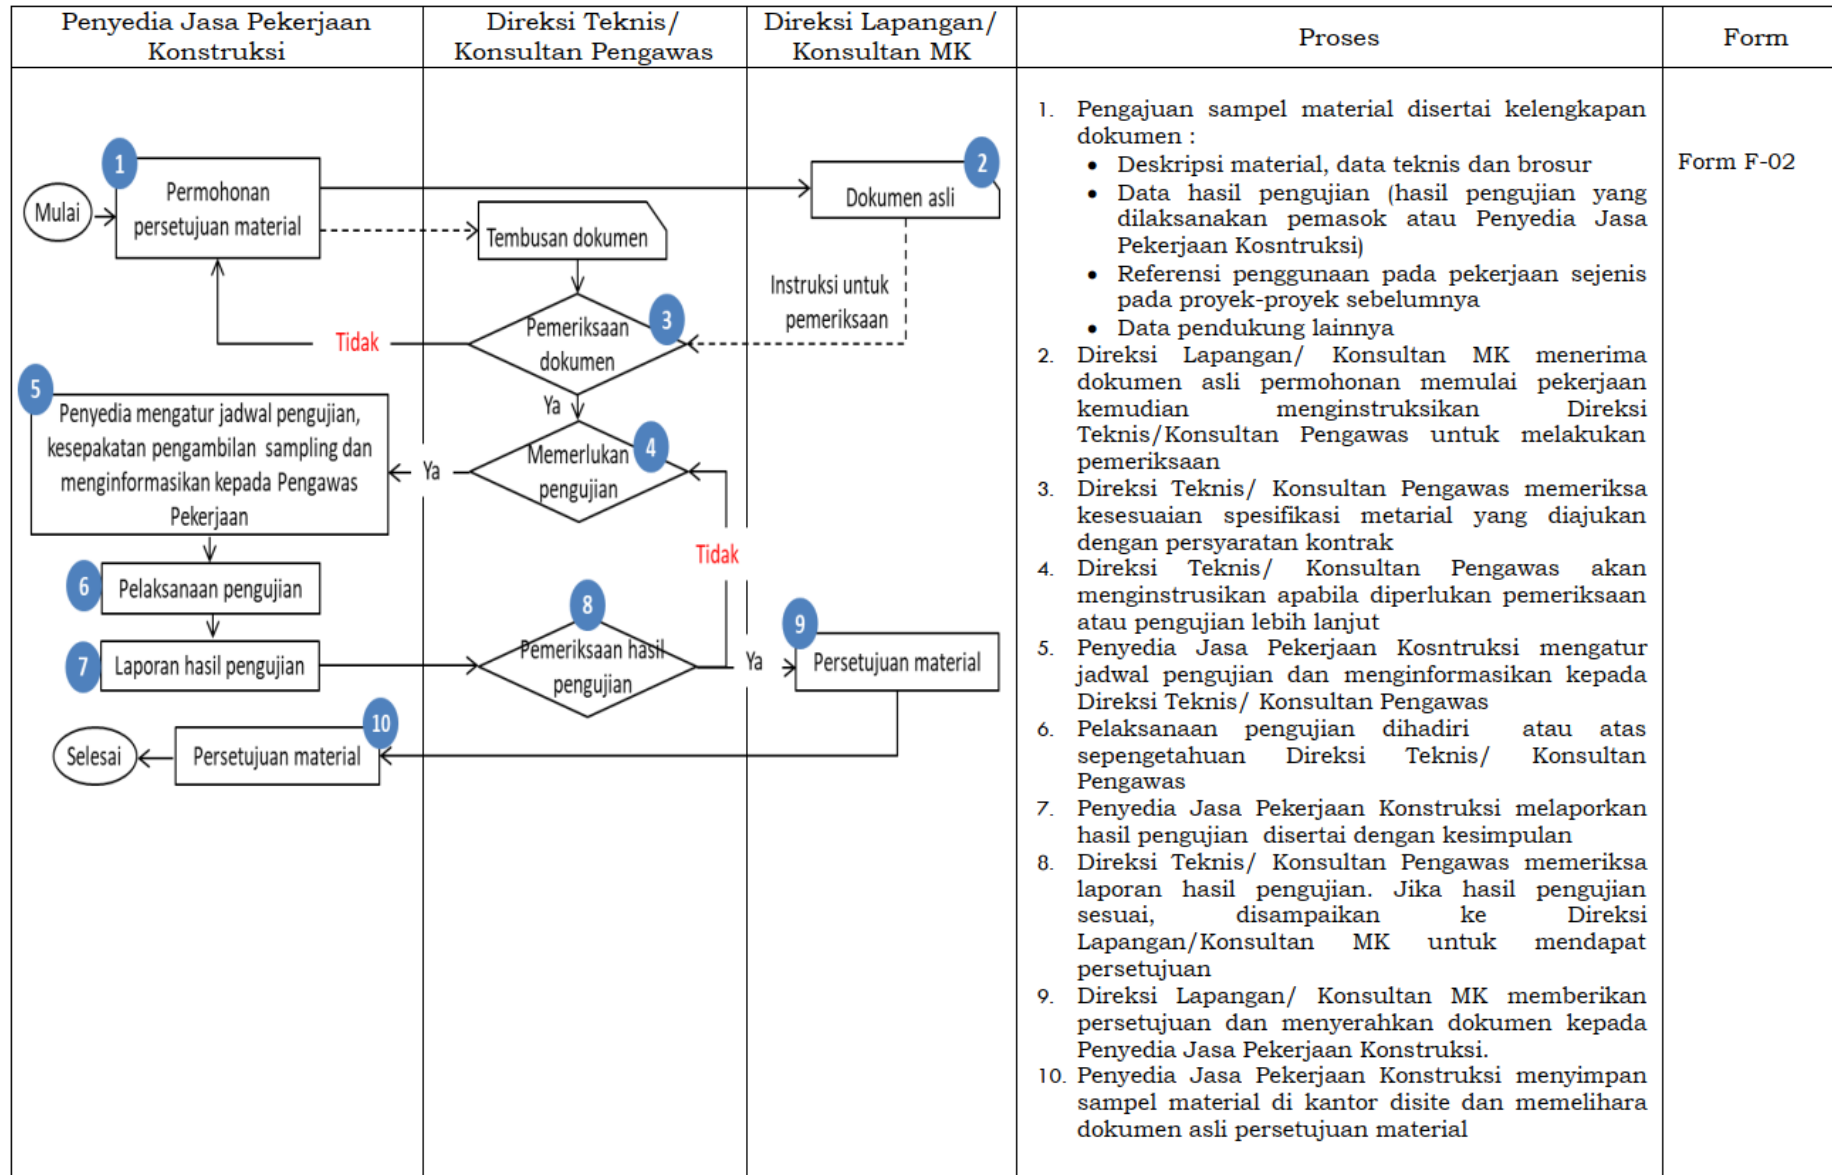 Penyedia Jasa Pekerjaan
Konstruksi
Direksi Teknis/
Konsultan Pengawas
Direksi Lapangan/
Konsultan MK
Proses
Form
Mulai
1
Permohonan
persetujuan material
2
Dokumen asli
Tembusan dokumen
Instruksi untuk
pemeriksaan
3
Pemeriksaan
dokumen
Tidak
Ya
4
Memerlukan
pengujian
Ya
5
Penyedia mengatur jadwal pengujian,
kesepakatan pengambilan sampling dan
menginformasikan kepada Pengawas
Pekerjaan
6
Pelaksanaan pengujian
7
Laporan hasil pengujian
8
Pemeriksaan hasil
pengujian
Tidak
Ya
9
Persetujuan material
10
Persetujuan material
Selesai
1. Pengajuan sampel material disertai kelengkapan
dokumen :
• Deskripsi material, data teknis dan brosur
• Data hasil pengujian (hasil pengujian yang
dilaksanakan pemasok atau Penyedia Jasa
Pekerjaan Kosntruksi)
• Referensi penggunaan pada pekerjaan sejenis
pada proyek-proyek sebelumnya
• Data pendukung lainnya
2. Direksi Lapangan/ Konsultan MK menerima
dokumen asli permohonan memulai pekerjaan
kemudian menginstruksikan Direksi
Teknis/Konsultan Pengawas untuk melakukan
pemeriksaan
3. Direksi Teknis/ Konsultan Pengawas memeriksa
kesesuaian spesifikasi metarial yang diajukan
dengan persyaratan kontrak
4. Direksi Teknis/ Konsultan Pengawas akan
menginstrusikan apabila diperlukan pemeriksaan
atau pengujian lebih lanjut
5. Penyedia Jasa Pekerjaan Kosntruksi mengatur
jadwal pengujian dan menginformasikan kepada
Direksi Teknis/ Konsultan Pengawas
6. Pelaksanaan pengujian dihadiri atau atas
sepengetahuan Direksi Teknis/ Konsultan
Pengawas
7. Penyedia Jasa Pekerjaan Konstruksi melaporkan
hasil pengujian disertai dengan kesimpulan
8. Direksi Teknis/ Konsultan Pengawas memeriksa
laporan hasil pengujian. Jika hasil pengujian
sesuai, disampaikan ke Direksi
Lapangan/Konsultan MK untuk mendapat
persetujuan
9. Direksi Lapangan/ Konsultan MK memberikan
persetujuan dan menyerahkan dokumen kepada
Penyedia Jasa Pekerjaan Konstruksi.
10. Penyedia Jasa Pekerjaan Konstruksi menyimpan
sampel material di kantor disite dan memelihara
dokumen asli persetujuan material
Form F-02